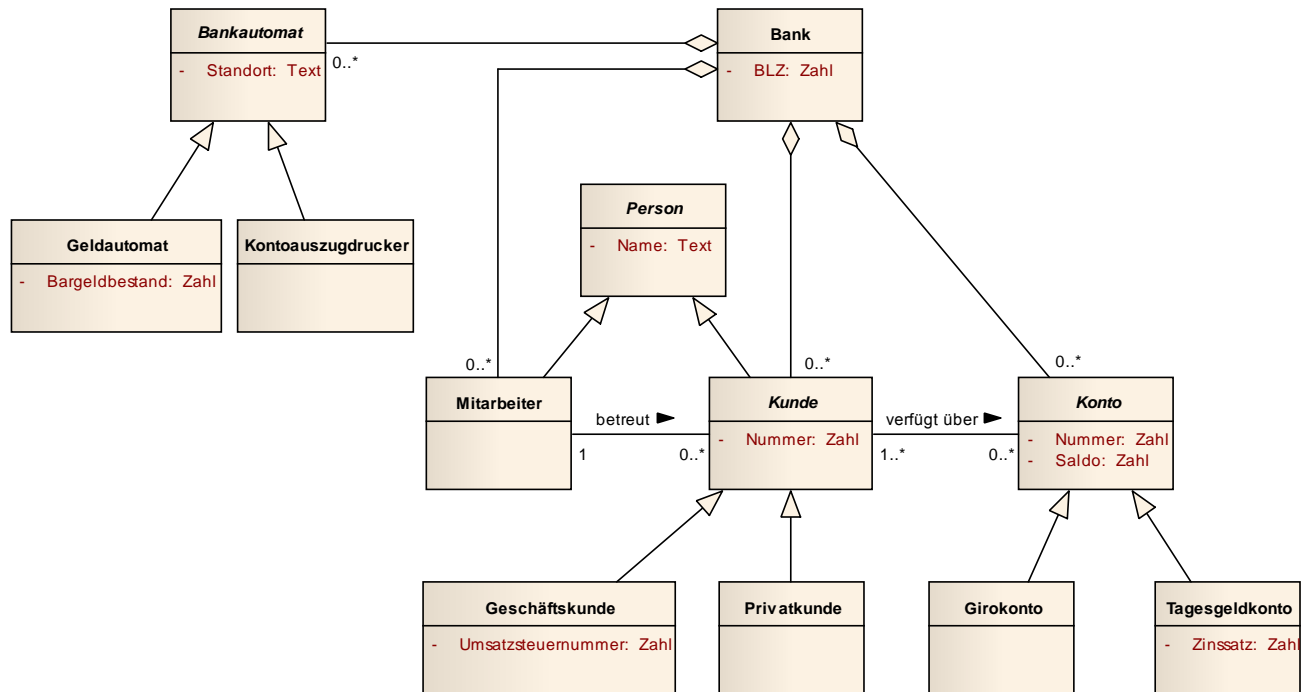 Bankautomat
- Standort: Text
0..*
Bank
- BLZ: Zahl
Geldautomat
- Bargeldbestand: Zahl
Kontoauszugdrucker
Person
- Name: Text
0..*
0..*
0..*
Mitarbeiter
betreut
1
0..*
Kunde
- Nummer: Zahl
verfügt über
1..*
0..*
Konto
- Nummer: Zahl
- Saldo: Zahl
Geschäftskunde
- Umsatzsteuernummer: Zahl
Privatkunde
Girokonto
Tagesgeldkonto
- Zinssatz: Zahl